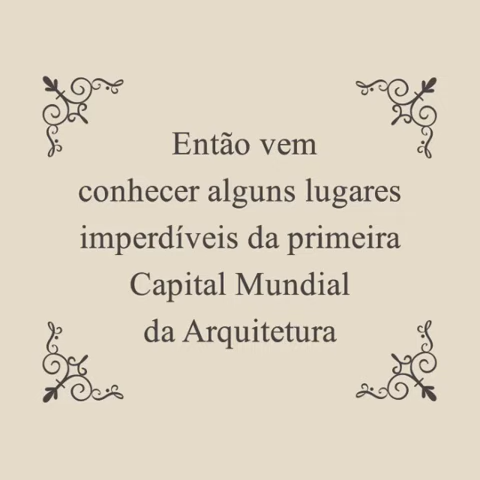 Então vem
conhecer alguns lugares
imperdíveis da primeira
Capital Mundial
da Arquitetura